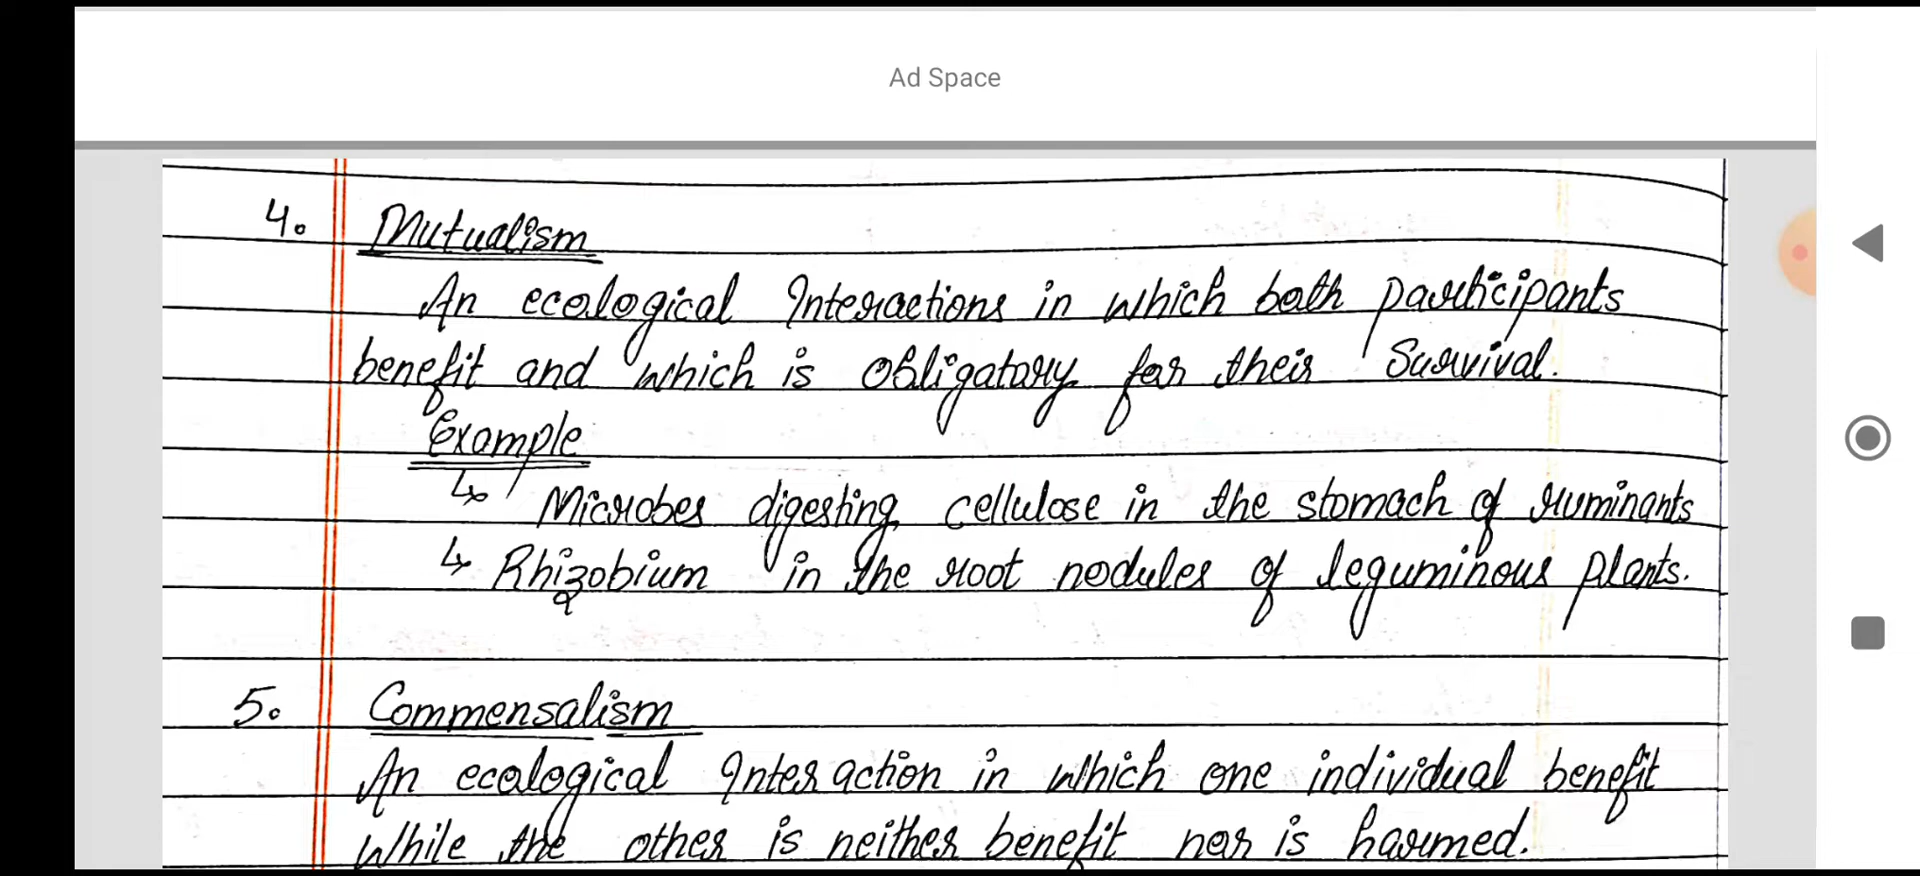 Ad Space
4. Mutualism
An ecological Interactions in which both participants
benefit and which is obligatory for their Survival.
Example
↳ Microbes digesting cellulose in the stomach of ruminants
↳ Rhizobium in the root nodules of leguminous plants.
5. Commensalism
An ecological Interaction in which one individual benefit
While the other is neither benefit nor is harmed.